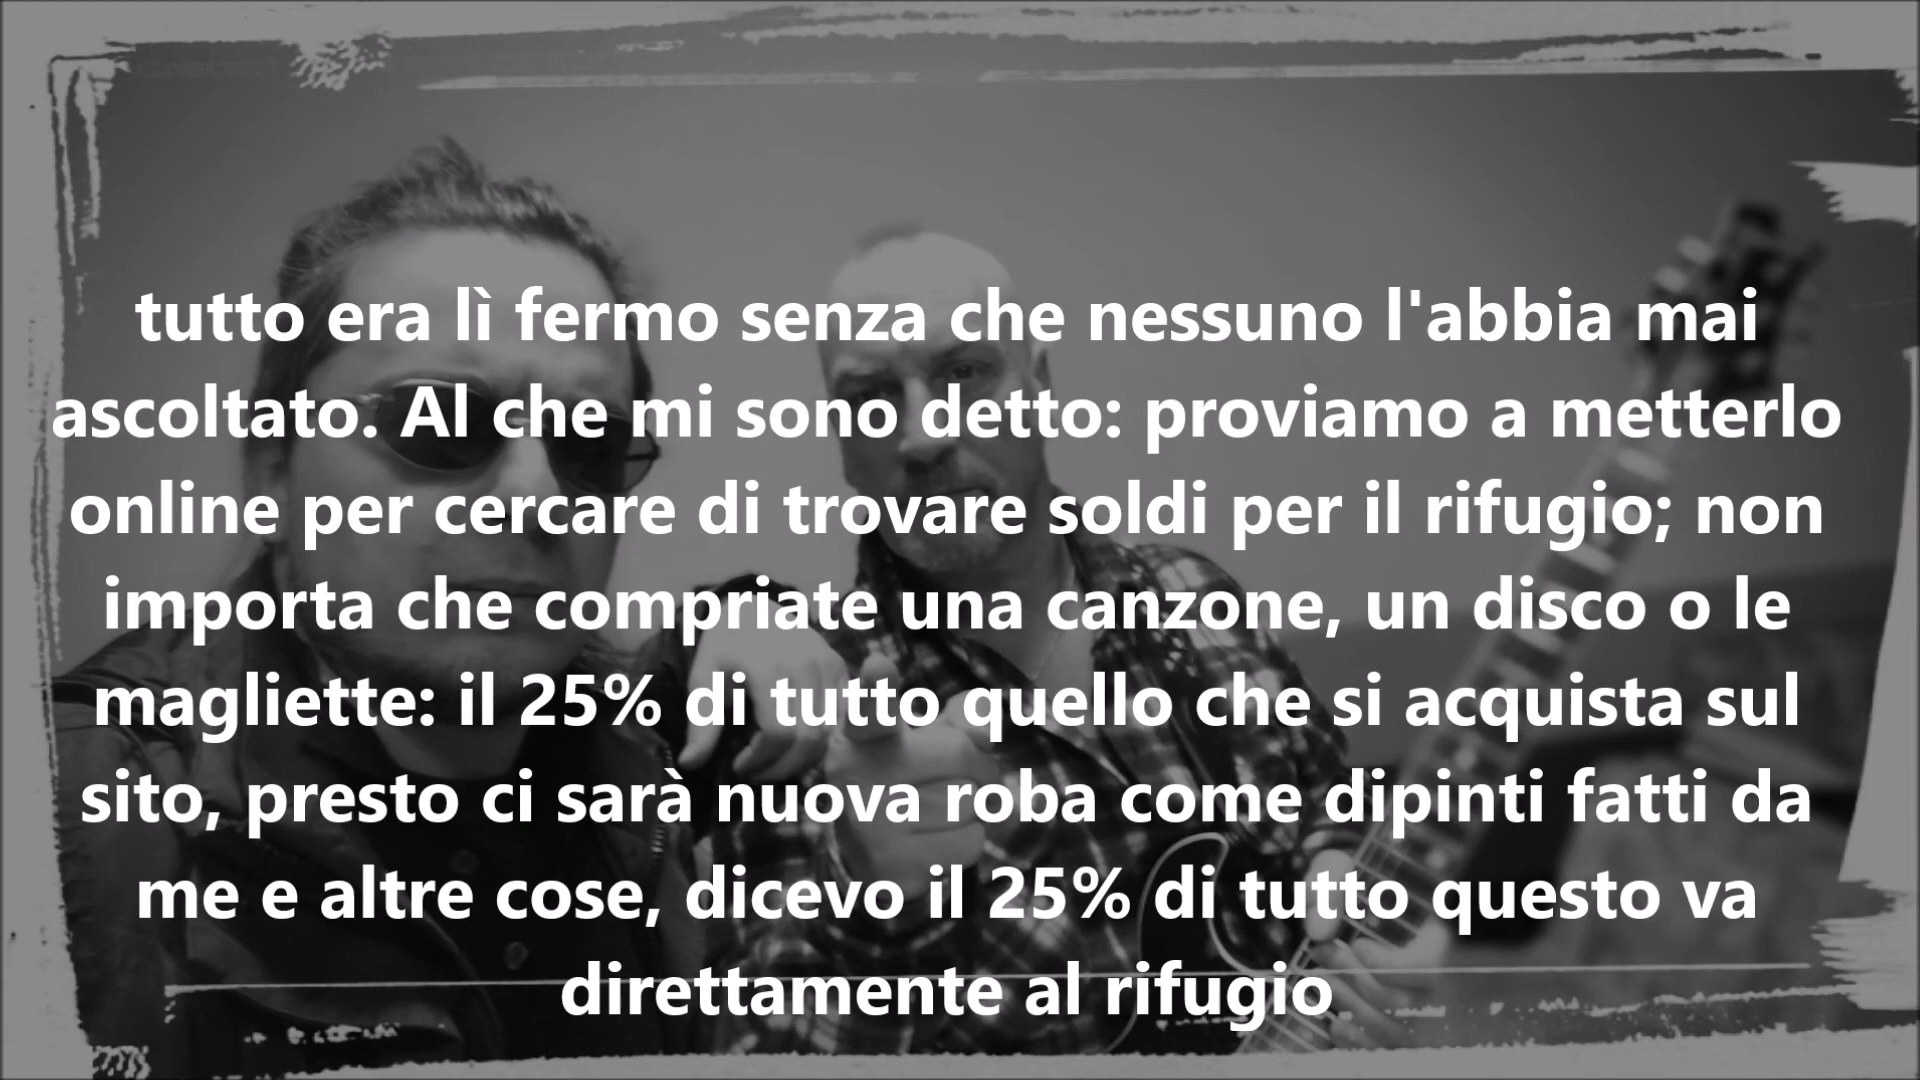 tutto era lì fermo senza che nessuno l'abbia mai
ascoltato. Al che mi sono detto: proviamo a metterlo
online per cercare di trovare soldi per il rifugio; non
importa che compriate una canzone, un disco o le
magliette: il 25% di tutto quello che si acquista sul
sito, presto ci sarà nuova roba come dipinti fatti da
me e altre cose, dicevo il 25% di tutto questo va
direttamente al rifugio